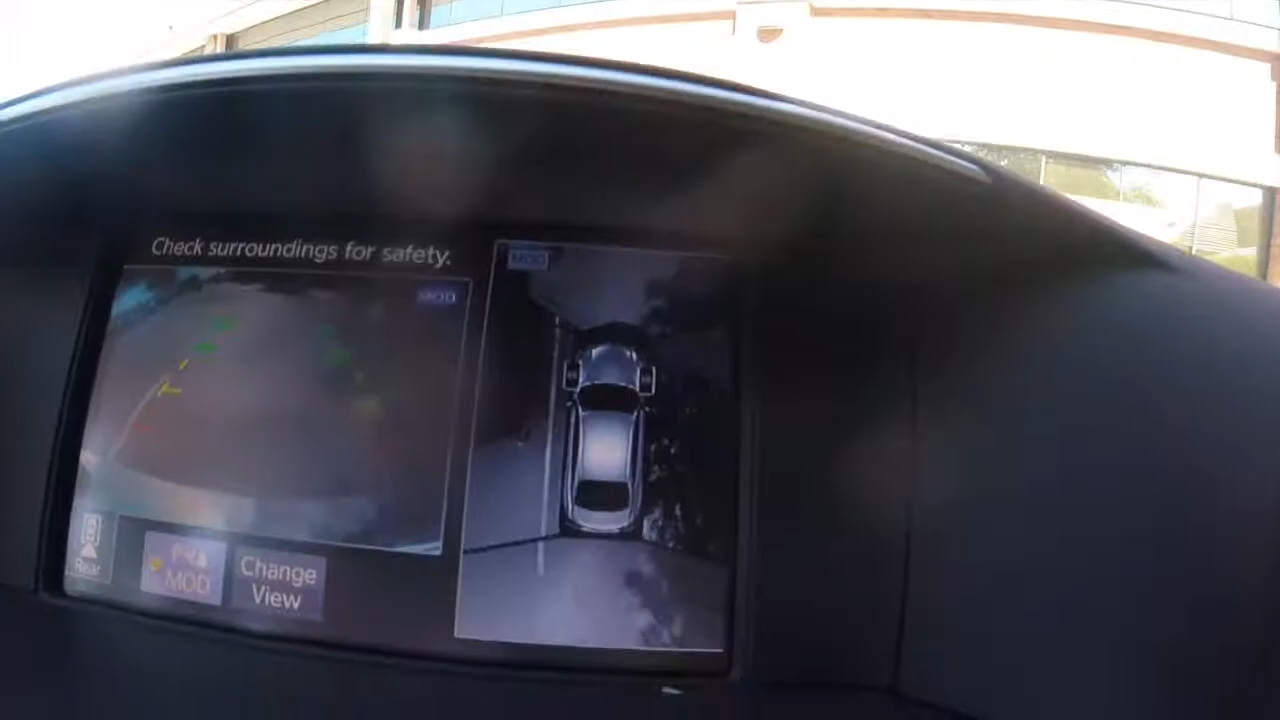 Check surroundings for safety.
MOD
MOD
Rear
MOD
Change
View